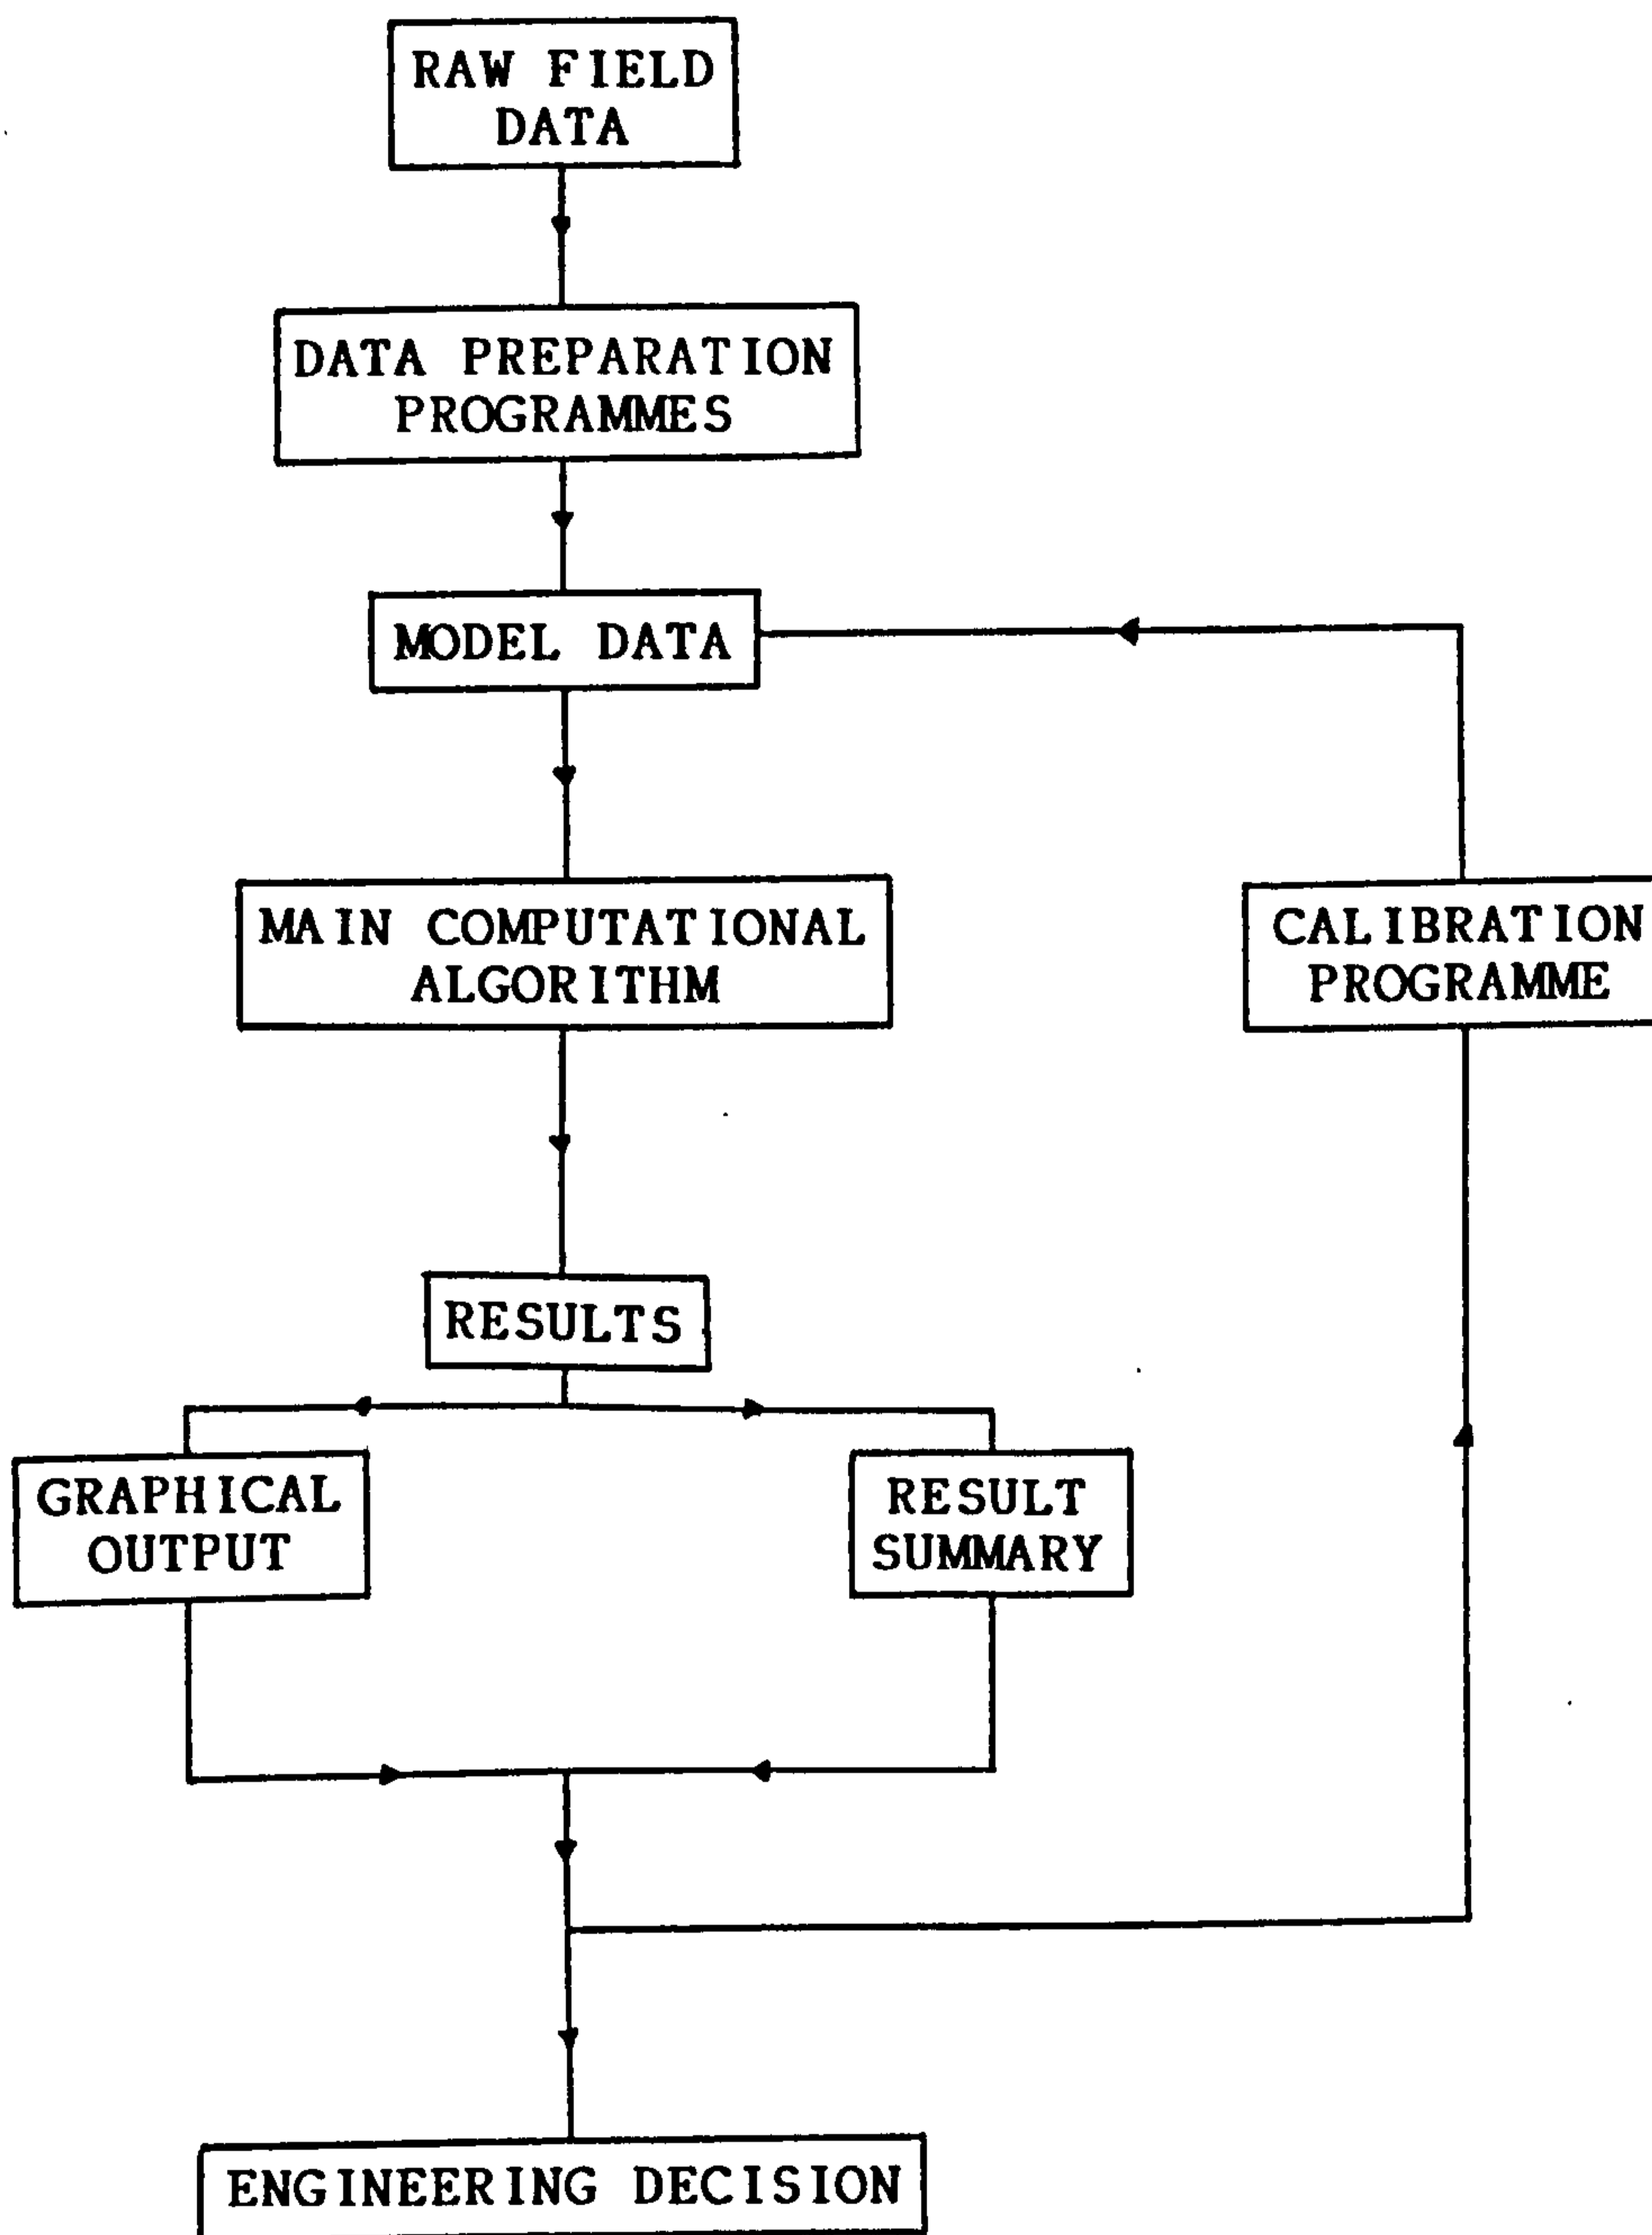 RAW FIELD
DATA
DATA PREPARATION
PROGRAMMES
MODEL DATA
MAIN COMPUTATIONAL
ALGORITHM
CALIBRATION
PROGRAMME
RESULTS
GRAPHICAL
OUTPUT
RESULT
SUMMARY
ENGINEERING DECISION